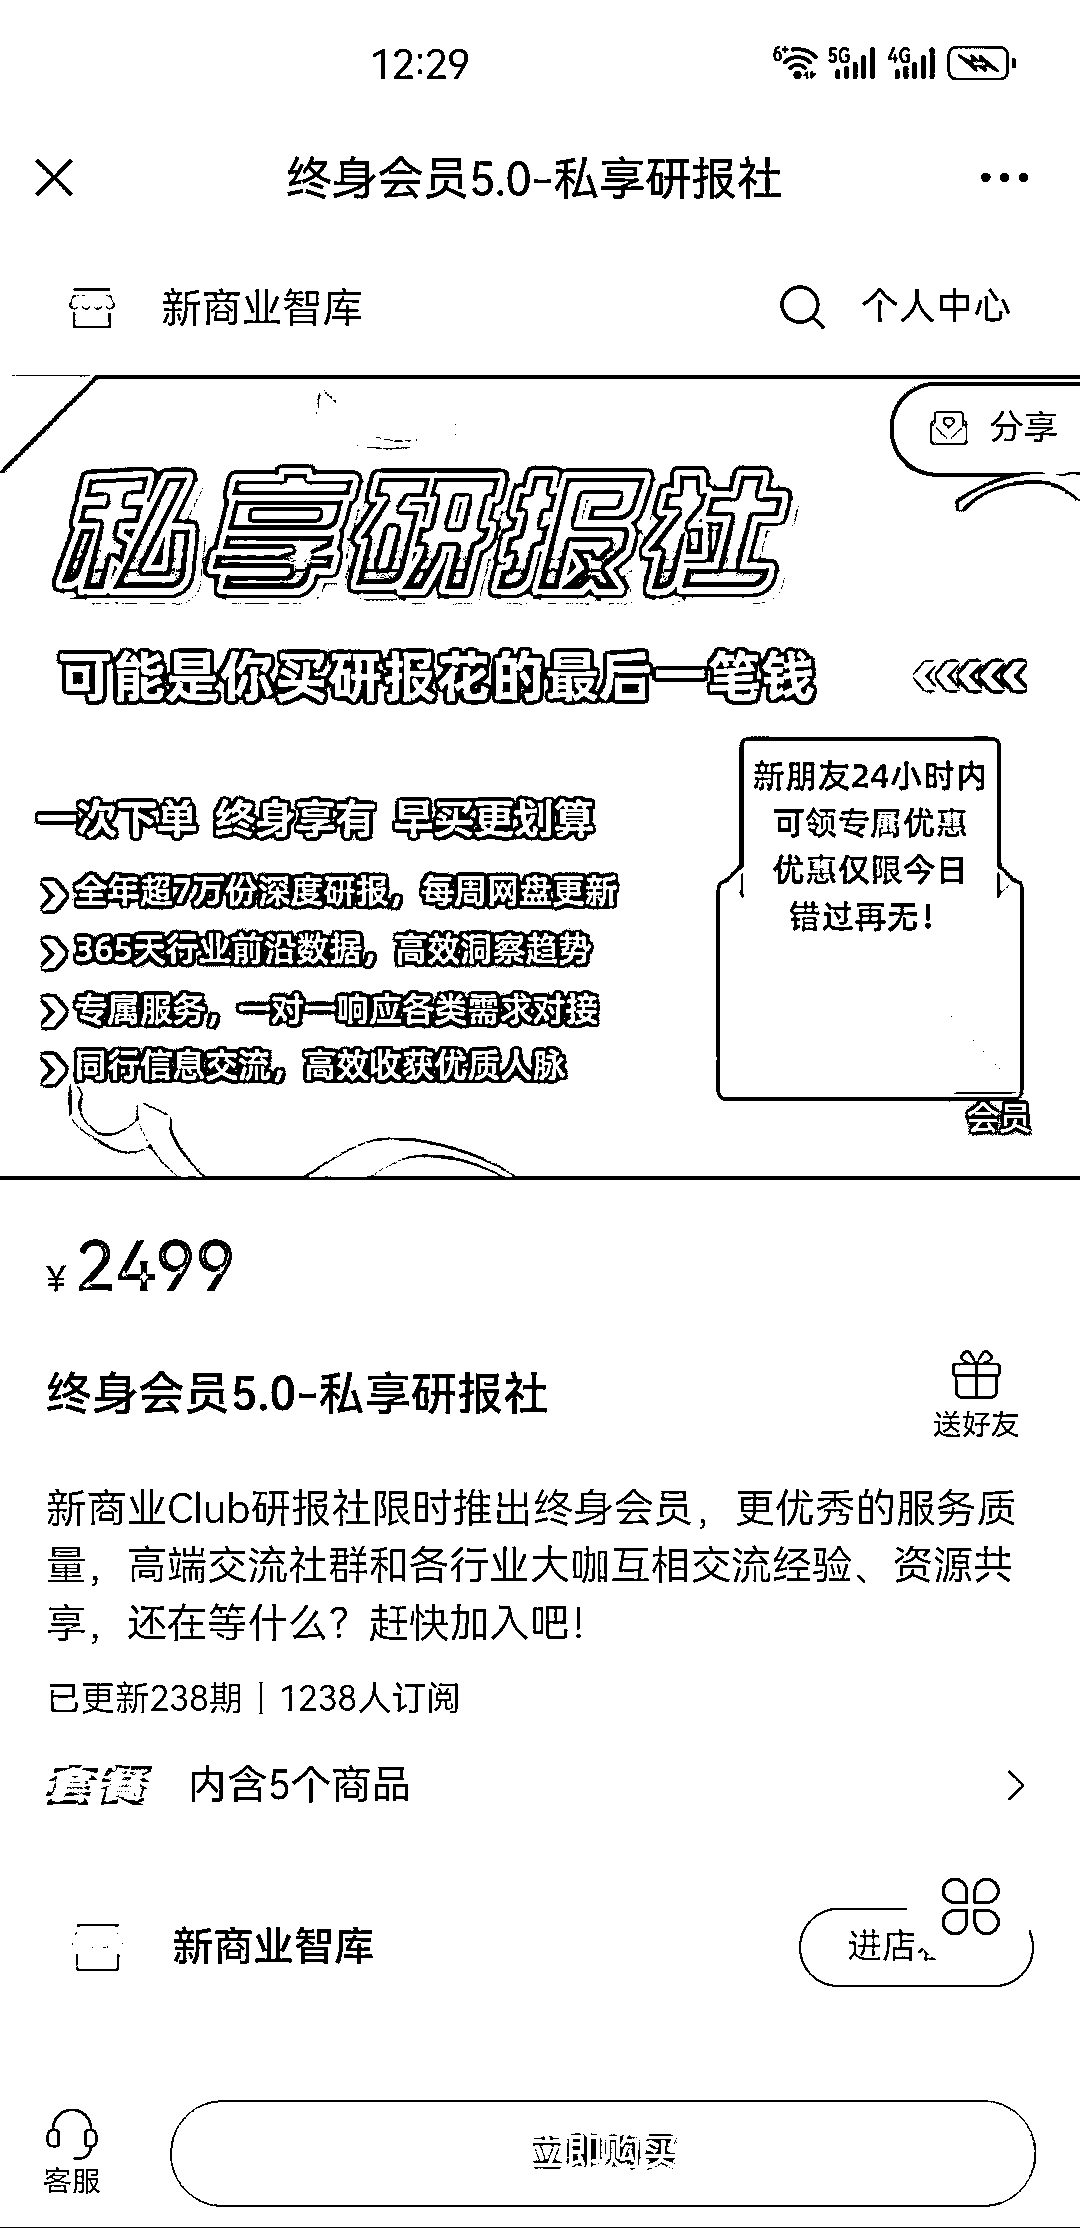 12:29
6+ 5G 4G
终身会员5.0-私享研报社
新商业智库
个人中心
分享
私享研报社
可能是你买研报花的最后一笔钱
一次下单 终身享有 早买更划算
全年超7万份深度研报，每周网盘更新
365天行业前沿数据，高效洞察趋势
专属服务，一对一响应各类需求对接
同行信息交流，高效收获优质人脉
新朋友24小时内
可领专属优惠
优惠仅限今日
错过再无！
会员
¥2499
终身会员5.0-私享研报社
送好友
新商业Club研报社限时推出终身会员，更优秀的服务质
量，高端交流社群和各行业大咖互相交流经验、资源共
享，还在等什么？赶快加入吧！
已更新238期｜1238人订阅
套餐 内含5个商品
新商业智库
进店
客服
立即购买